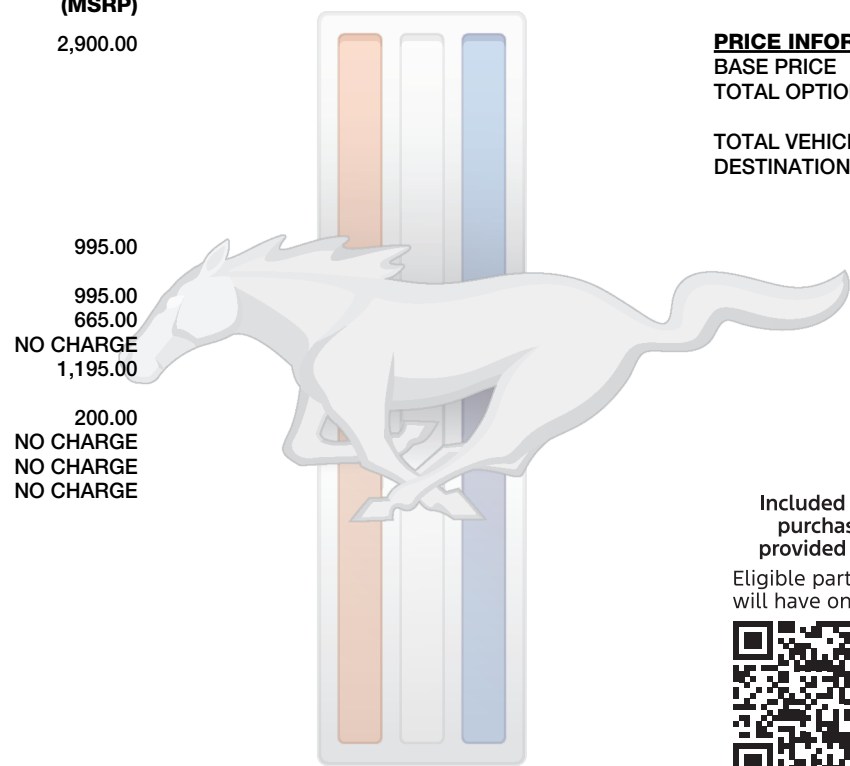 (MSRP)
2,900.00
995.00
995.00
665.00
NO CHARGE
1,195.00
200.00
NO CHARGE
NO CHARGE
NO CHARGE
PRICE INFOR
BASE PRICE
TOTAL OPTIO
TOTAL VEHICL
DESTINATION
Included
purchas
provided
Eligible part
will have on